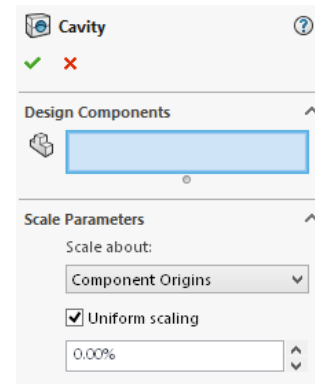 Cavity
Design Components
Scale Parameters
Scale about:
Component Origins
Uniform scaling
0.00%